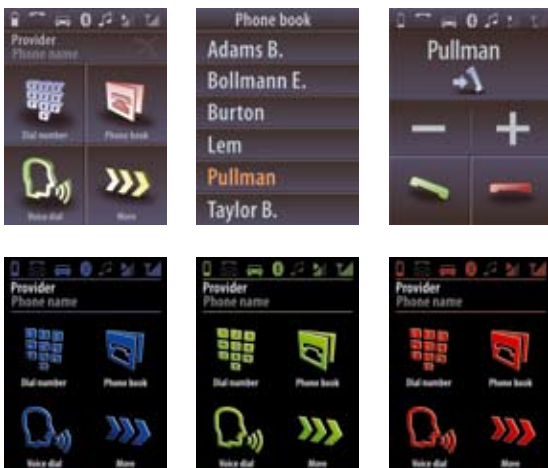 Provider
Phone name
Dial number
Phone book
Voice dial
More
Phone book
Adams B.
Bollmann E.
Burton
Lem
Pullman
Taylor B.
Pullman
Provider
Phone name
Dial number
Phone book
Voice dial
More
Provider
Phone name
Dial number
Phone book
Voice dial
More
Provider
Phone name
Dial number
Phone book
Voice dial
More